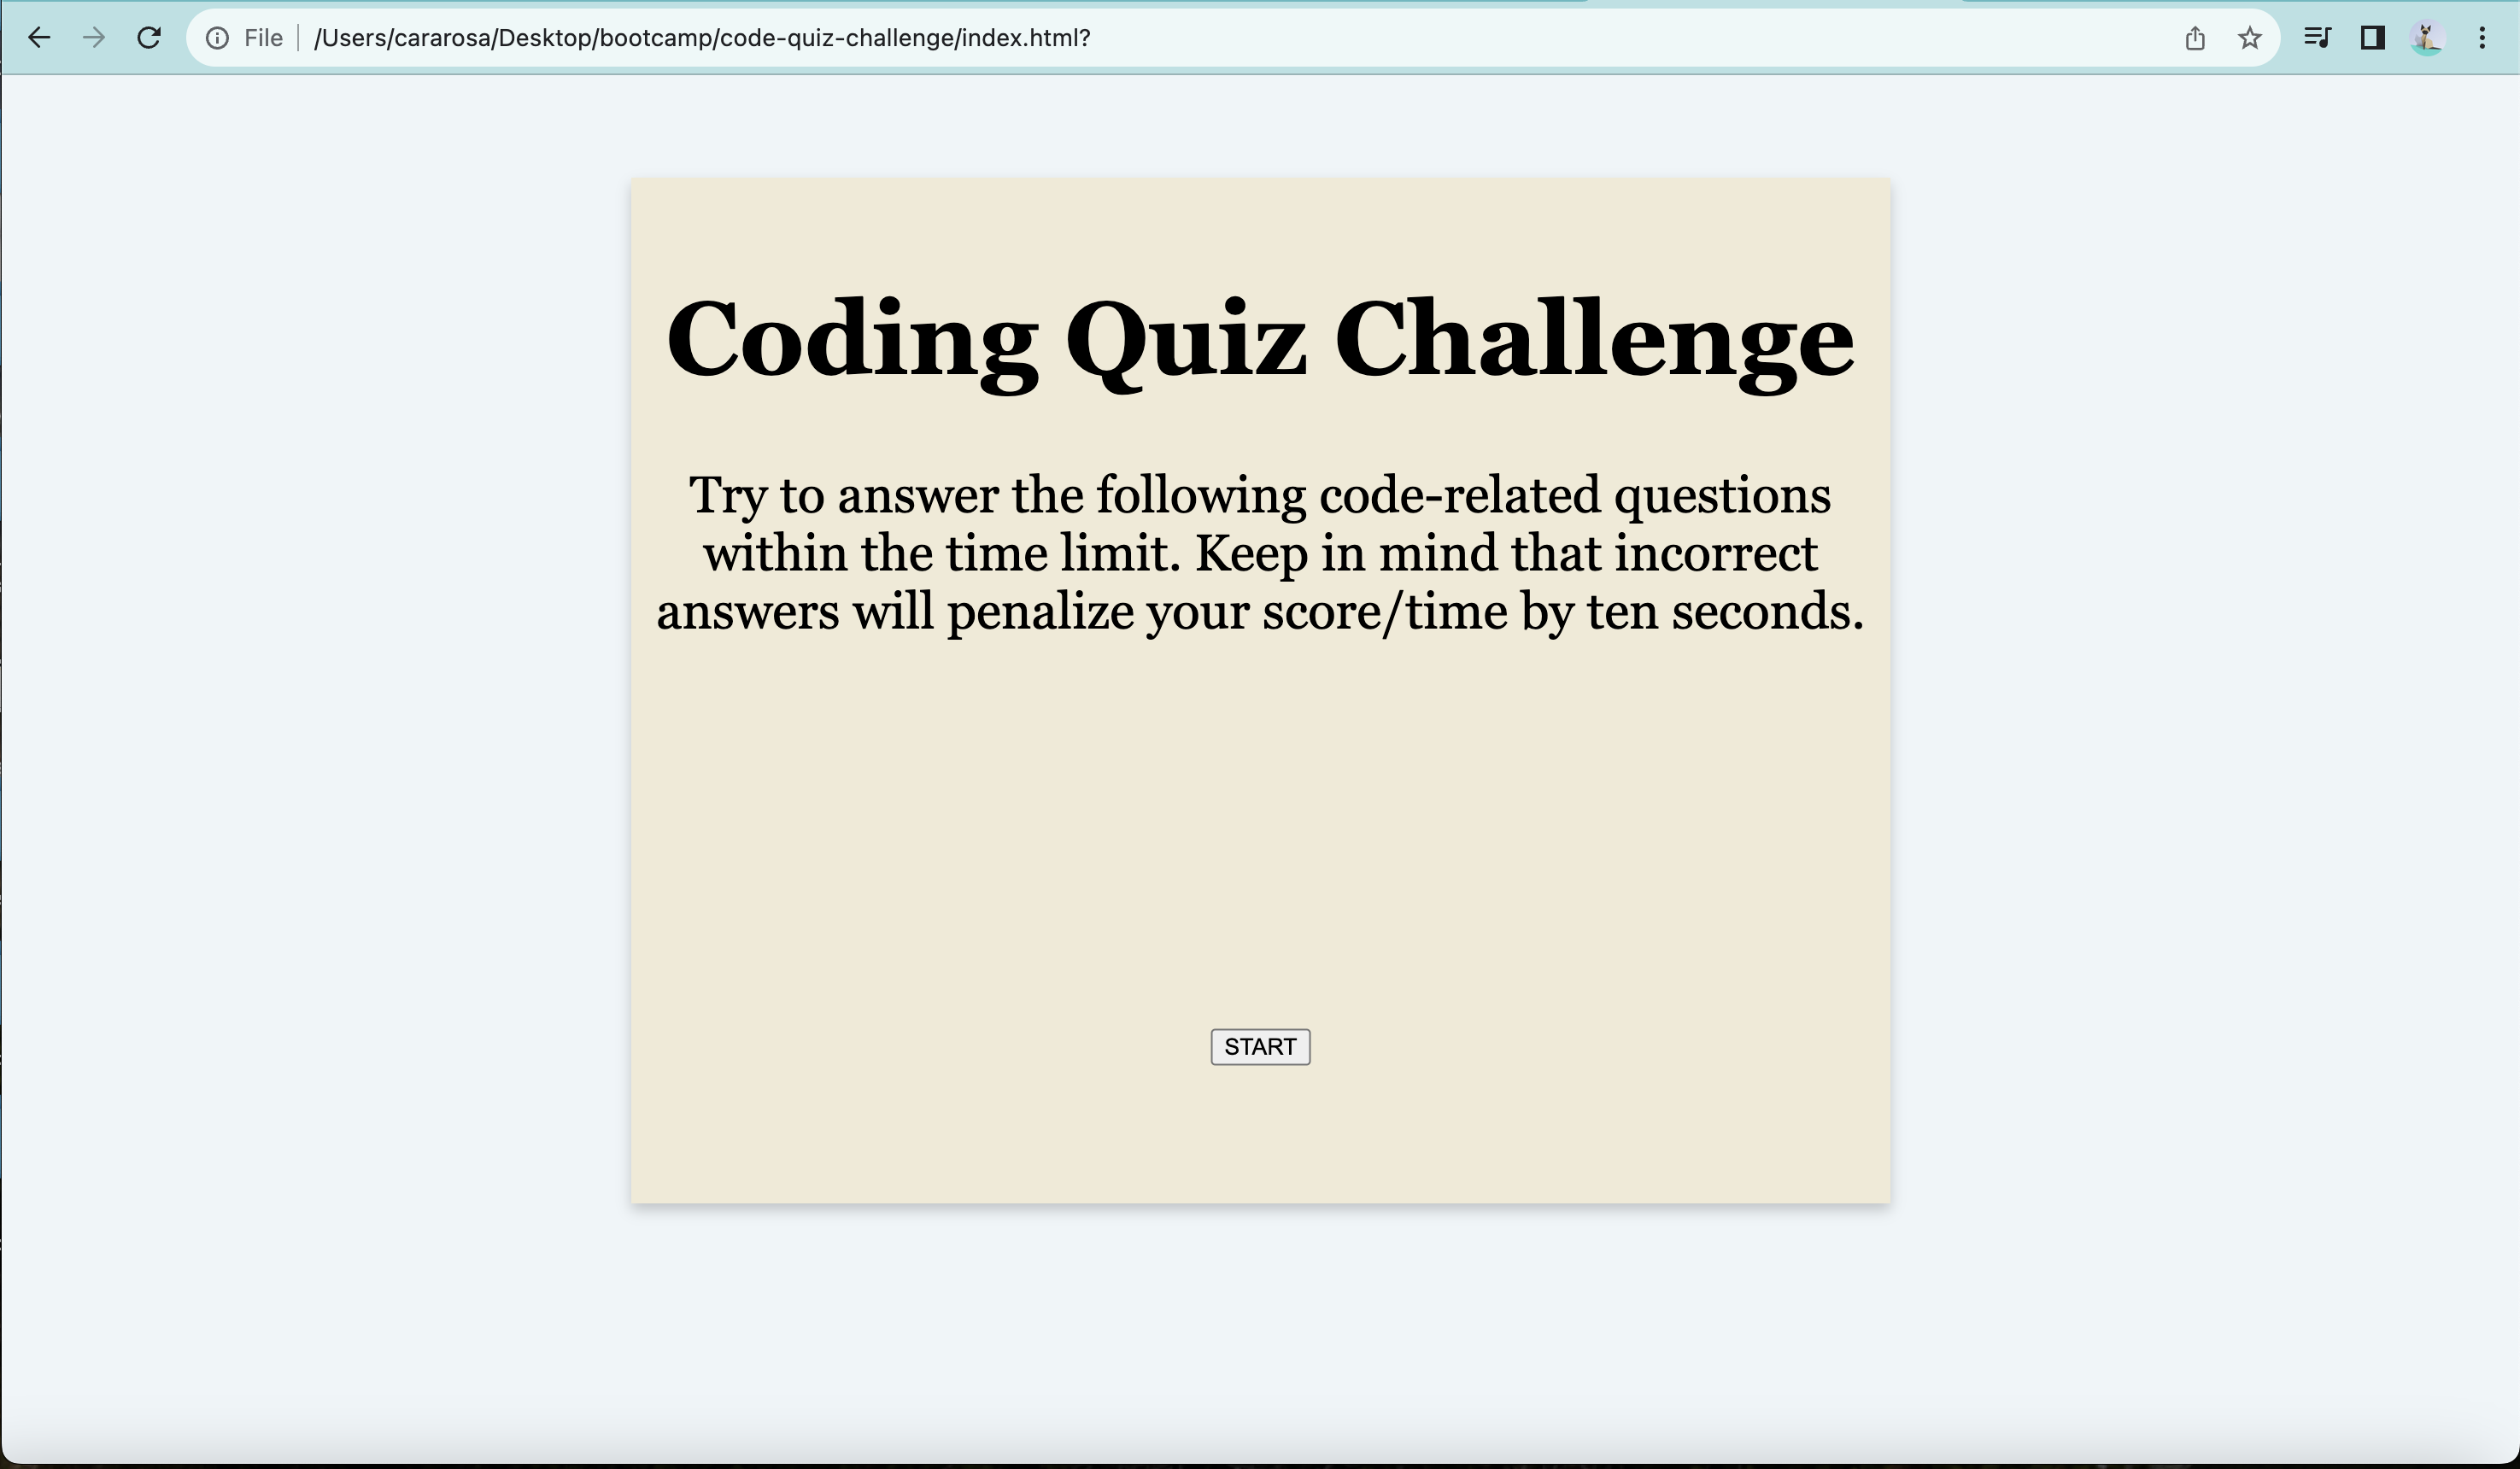 File /Users/cararosa/Desktop/bootcamp/code-quiz-challenge/index.html?
Coding Quiz Challenge
Try to answer the following code-related questions
within the time limit. Keep in mind that incorrect
answers will penalize your score/time by ten seconds.
START